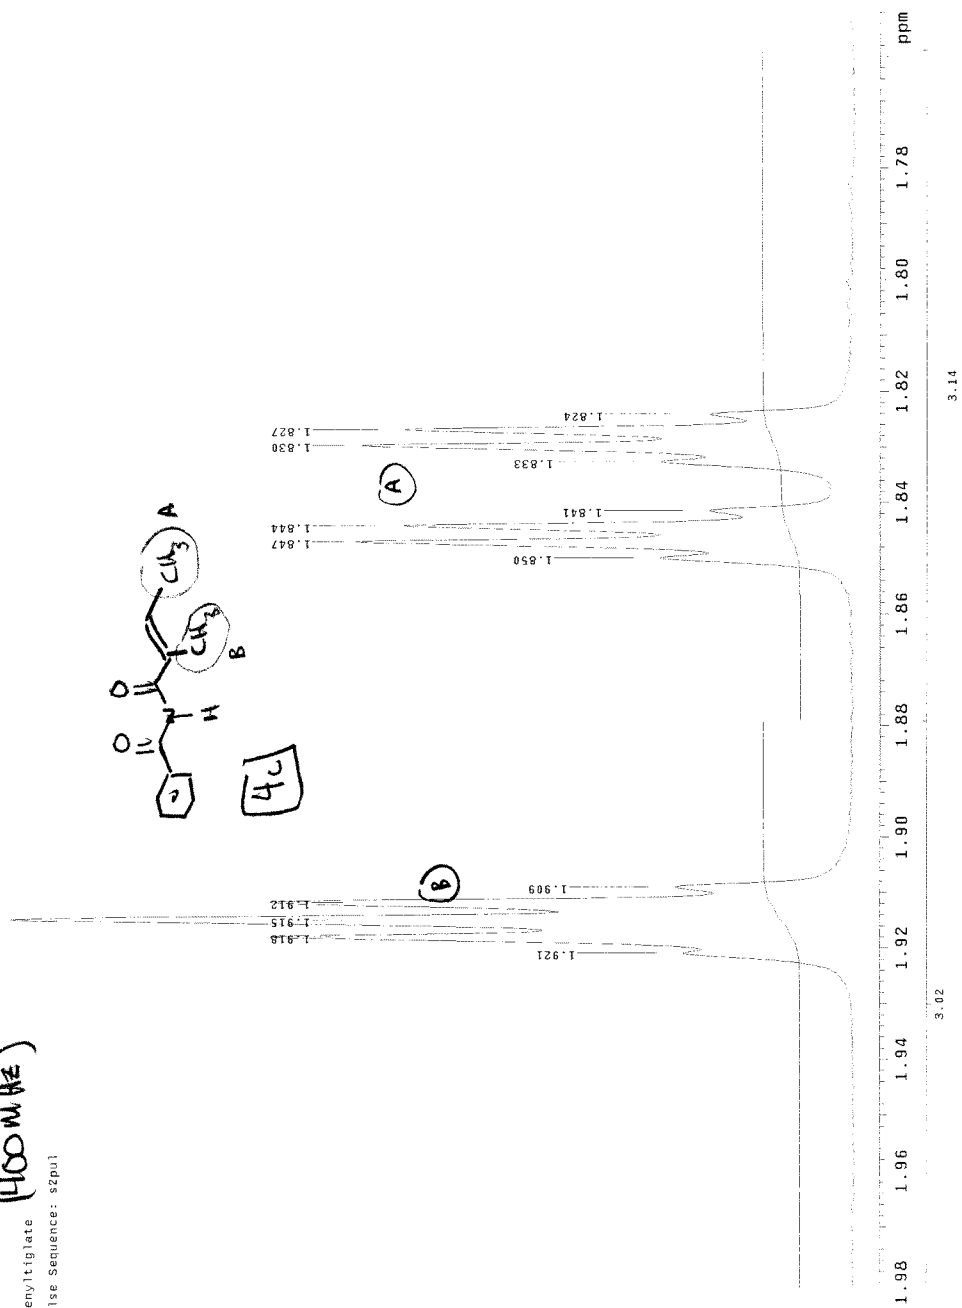 enyltiglate (400 MHz)
lse Sequence: s2pul
O O
N
H
CH3 A
CH3
B
4c
B
A
1.921
1.918
1.915
1.912
1.909
1.850
1.847
1.844
1.841
1.833
1.830
1.827
1.824
1.98 1.96 1.94 1.92 1.90 1.88 1.86 1.84 1.82 1.80 1.78 ppm
3.02 3.14